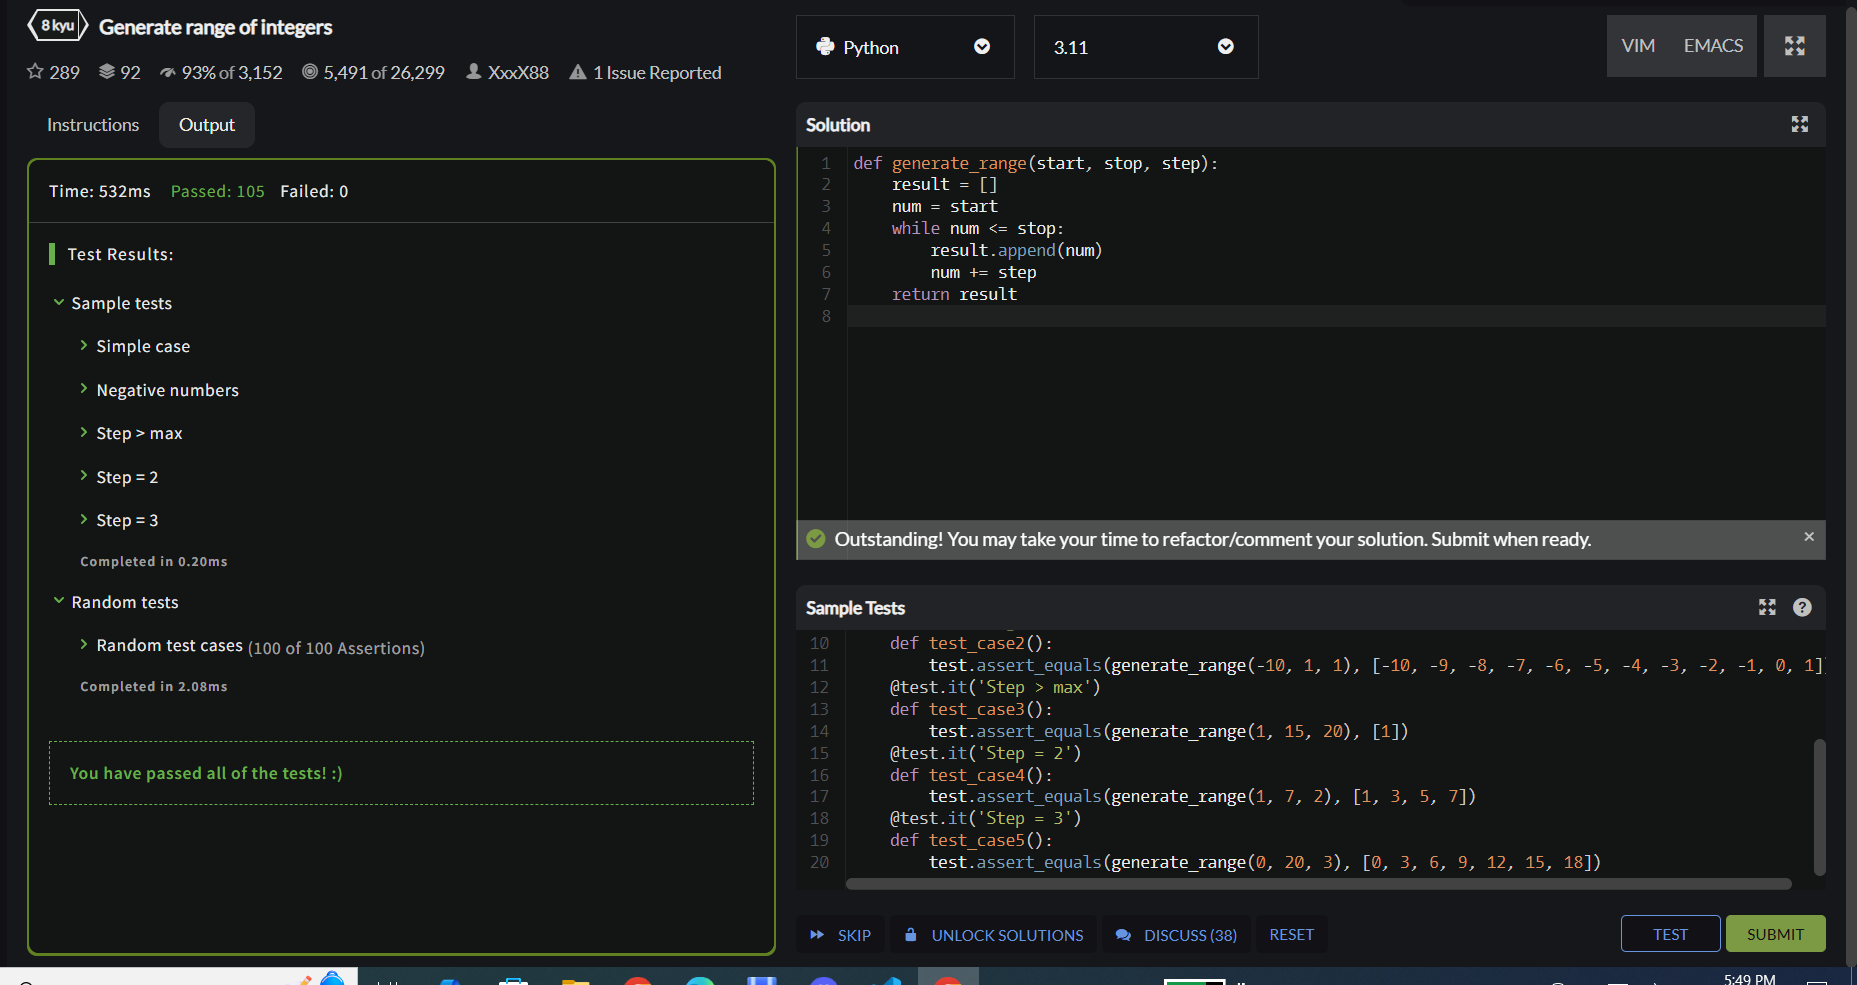 8 kyu Generate range of integers
289 92 93% of 3,152 5,491 of 26,299 XxxX88 1 Issue Reported
Instructions Output
Time: 532ms Passed: 105 Failed: 0
Test Results:
Sample tests
Simple case
Negative numbers
Step > max
Step = 2
Step = 3
Completed in 0.20ms
Random tests
Random test cases (100 of 100 Assertions)
Completed in 2.08ms
You have passed all of the tests! :)
Python 3.11 VIM EMACS
Solution
1 def generate_range(start, stop, step):
2 result = []
3 num = start
4 while num <= stop:
5 result.append(num)
6 num += step
7 return result
8
Outstanding! You may take your time to refactor/comment your solution. Submit when ready. ×
Sample Tests ?
10 def test_case2():
11 test.assert_equals(generate_range(-10, 1, 1), [-10, -9, -8, -7, -6, -5, -4, -3, -2, -1, 0, 1]
12 @test.it('Step > max')
13 def test_case3():
14 test.assert_equals(generate_range(1, 15, 20), [1])
15 @test.it('Step = 2')
16 def test_case4():
17 test.assert_equals(generate_range(1, 7, 2), [1, 3, 5, 7])
18 @test.it('Step = 3')
19 def test_case5():
20 test.assert_equals(generate_range(0, 20, 3), [0, 3, 6, 9, 12, 15, 18])
SKIP UNLOCK SOLUTIONS DISCUSS (38) RESET TEST SUBMIT
5:49 PM